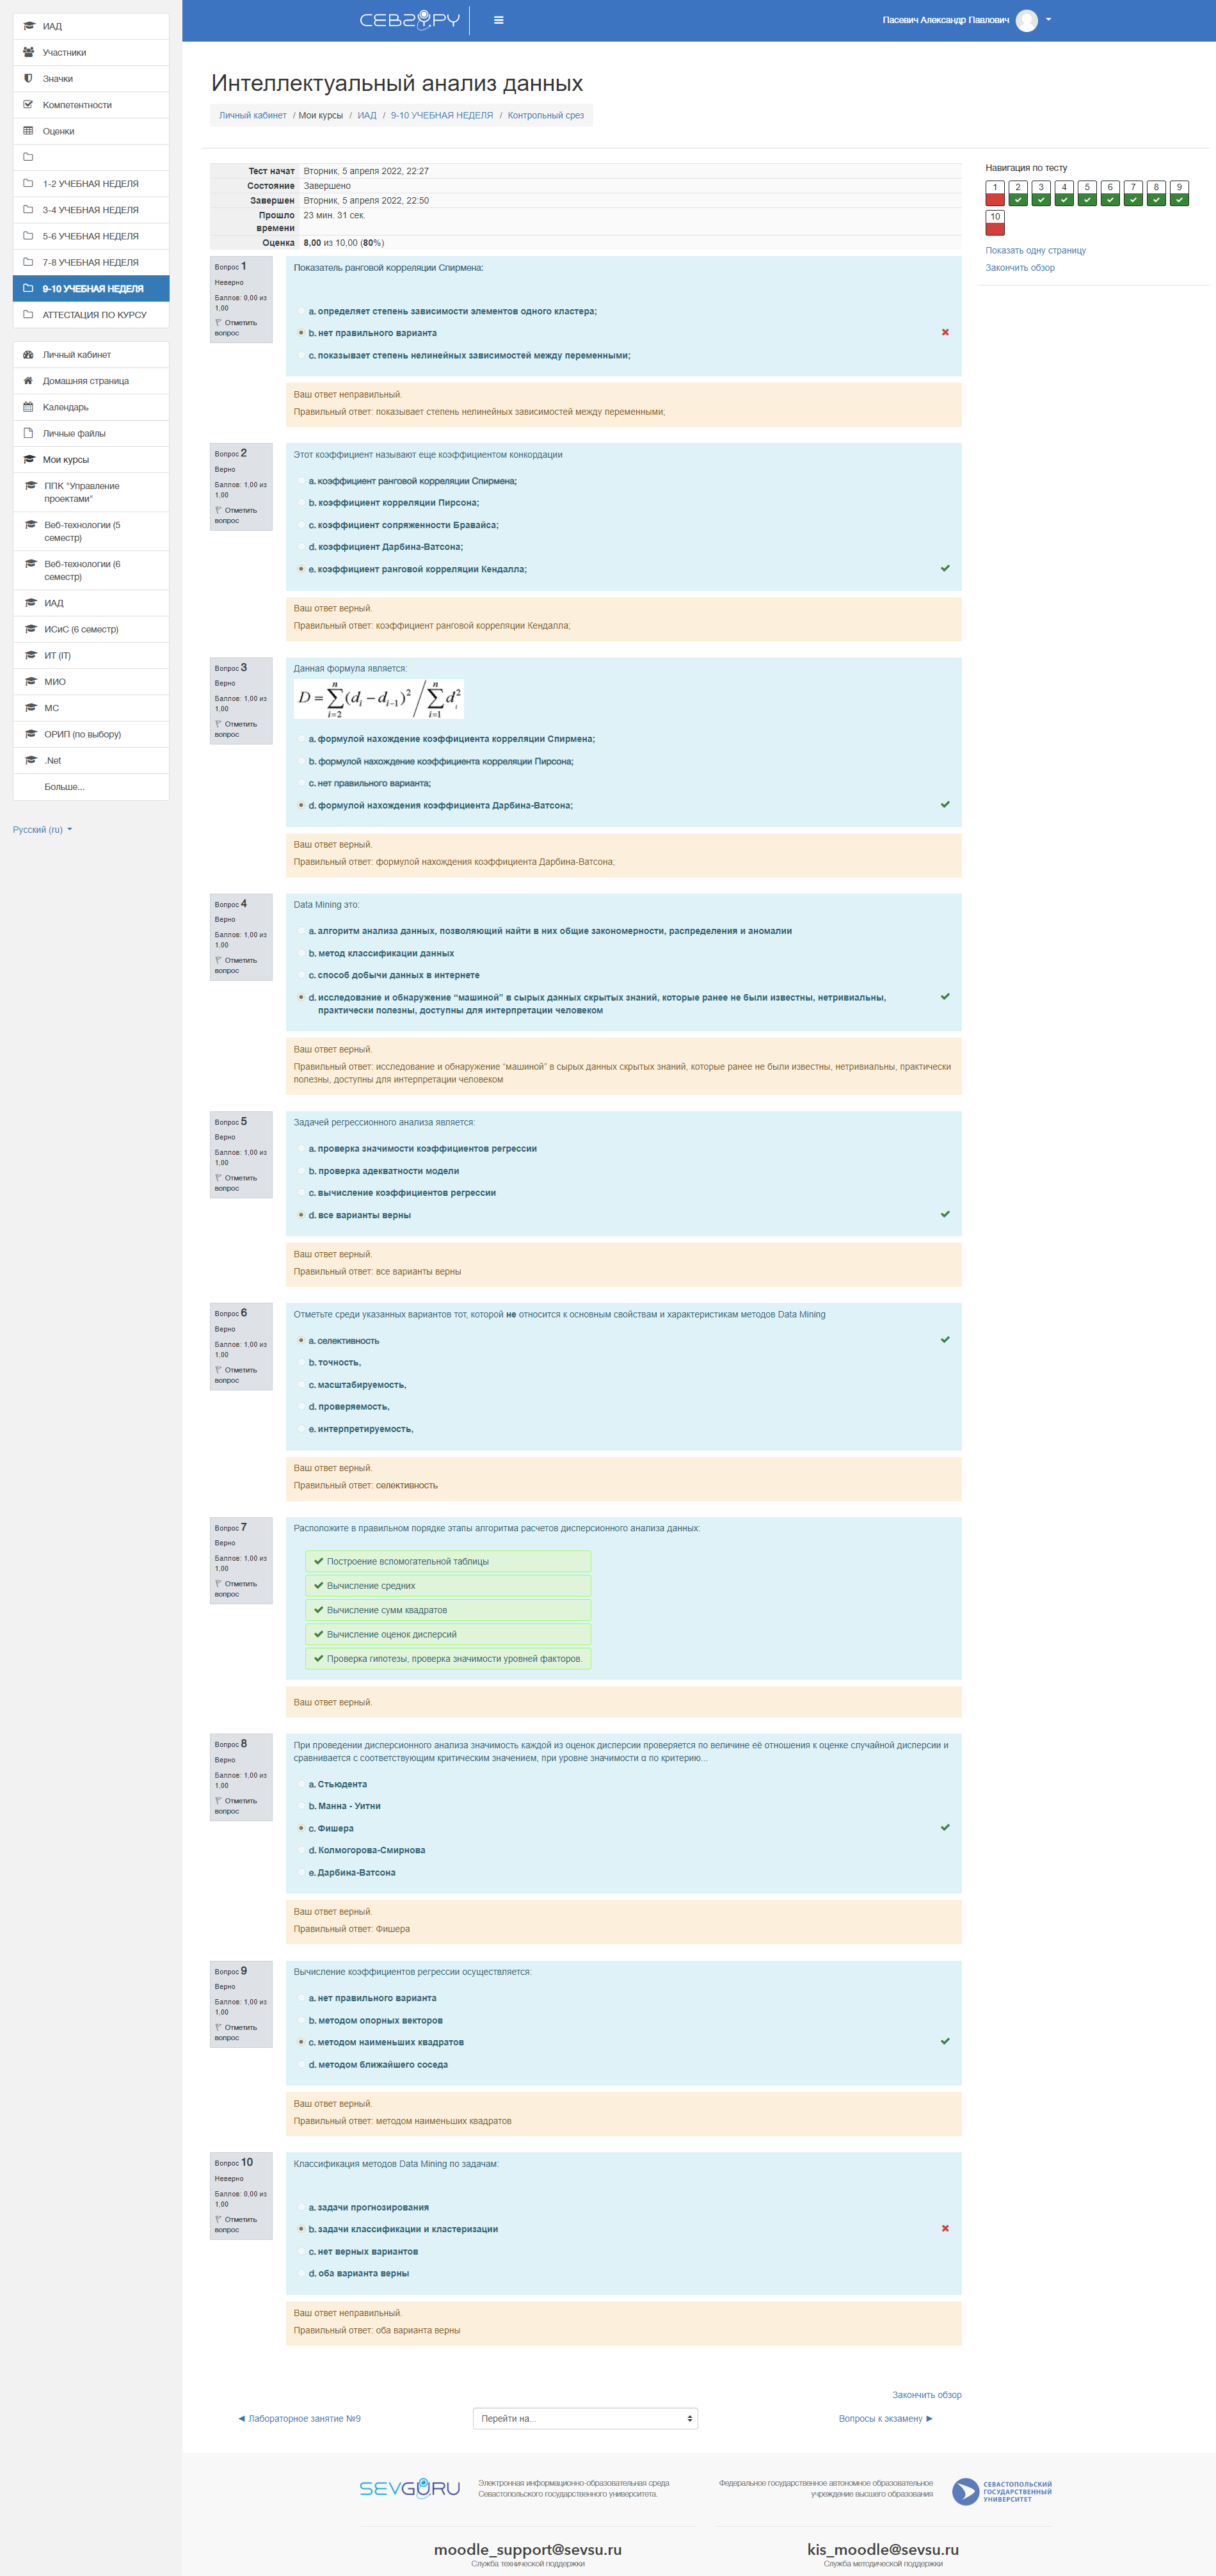 ИАД
Участники
Значки
Компетентности
Оценки
1-2 УЧЕБНАЯ НЕДЕЛЯ
3-4 УЧЕБНАЯ НЕДЕЛЯ
5-6 УЧЕБНАЯ НЕДЕЛЯ
7-8 УЧЕБНАЯ НЕДЕЛЯ
9-10 УЧЕБНАЯ НЕДЕЛЯ
АТТЕСТАЦИЯ ПО КУРСУ
Личный кабинет
Домашняя страница
Календарь
Личные файлы
Мои курсы
ППК "Управление
проектами"
Веб-технологии (5
семестр)
Веб-технологии (6
семестр)
ИАД
ИСиС (6 семестр)
ИТ (IT)
МИО
МС
ОРИП (по выбору)
.Net
Больше...
Русский (ru)
Пасевич Александр Павлович
Интеллектуальный анализ данных
Личный кабинет / Мои курсы / ИАД / 9-10 УЧЕБНАЯ НЕДЕЛЯ / Контрольный срез
Тест начат Вторник, 5 апреля 2022, 22:27
Состояние Завершено
Завершен Вторник, 5 апреля 2022, 22:50
Прошло 23 мин. 31 сек.
времени
Оценка 8,00 из 10,00 (80%)
Навигация по тесту
1 2 3 4 5 6 7 8 9
10
Показать одну страницу
Закончить обзор
Вопрос 1
Неверно
Баллов: 0,00 из
1,00
Отметить
вопрос
Показатель ранговой корреляции Спирмена:
a. определяет степень зависимости элементов одного кластера;
b. нет правильного варианта
c. показывает степень нелинейных зависимостей между переменными;
Ваш ответ неправильный.
Правильный ответ: показывает степень нелинейных зависимостей между переменными;
Вопрос 2
Верно
Баллов: 1,00 из
1,00
Отметить
вопрос
Этот коэффициент называют еще коэффициентом конкордации
a. коэффициент ранговой корреляции Спирмена;
b. коэффициент корреляции Пирсона;
c. коэффициент сопряженности Бравайса;
d. коэффициент Дарбина-Ватсона;
e. коэффициент ранговой корреляции Кендалла;
Ваш ответ верный.
Правильный ответ: коэффициент ранговой корреляции Кендалла;
Вопрос 3
Верно
Баллов: 1,00 из
1,00
Отметить
вопрос
Данная формула является:
D = ∑_{i=2}^{n} (d_i − d_{i−1})² / ∑_{i=1}^{n} d_i²
a. формулой нахождение коэффициента корреляции Спирмена;
b. формулой нахождение коэффициента корреляции Пирсона;
c. нет правильного варианта;
d. формулой нахождения коэффициента Дарбина-Ватсона;
Ваш ответ верный.
Правильный ответ: формулой нахождения коэффициента Дарбина-Ватсона;
Вопрос 4
Верно
Баллов: 1,00 из
1,00
Отметить
вопрос
Data Mining это:
a. алгоритм анализа данных, позволяющий найти в них общие закономерности, распределения и аномалии
b. метод классификации данных
c. способ добычи данных в интернете
d. исследование и обнаружение “машиной” в сырых данных скрытых знаний, которые ранее не были известны, нетривиальны,
практически полезны, доступны для интерпретации человеком
Ваш ответ верный.
Правильный ответ: исследование и обнаружение “машиной” в сырых данных скрытых знаний, которые ранее не были известны, нетривиальны, практически
полезны, доступны для интерпретации человеком
Вопрос 5
Верно
Баллов: 1,00 из
1,00
Отметить
вопрос
Задачей регрессионного анализа является:
a. проверка значимости коэффициентов регрессии
b. проверка адекватности модели
c. вычисление коэффициентов регрессии
d. все варианты верны
Ваш ответ верный.
Правильный ответ: все варианты верны
Вопрос 6
Верно
Баллов: 1,00 из
1,00
Отметить
вопрос
Отметьте среди указанных вариантов тот, которой не относится к основным свойствам и характеристикам методов Data Mining
a. селективность
b. точность,
c. масштабируемость,
d. проверяемость,
e. интерпретируемость,
Ваш ответ верный.
Правильный ответ: селективность
Вопрос 7
Верно
Баллов: 1,00 из
1,00
Отметить
вопрос
Расположите в правильном порядке этапы алгоритма расчетов дисперсионного анализа данных:
Построение вспомогательной таблицы
Вычисление средних
Вычисление сумм квадратов
Вычисление оценок дисперсий
Проверка гипотезы, проверка значимости уровней факторов.
Ваш ответ верный.
Вопрос 8
Верно
Баллов: 1,00 из
1,00
Отметить
вопрос
При проведении дисперсионного анализа значимость каждой из оценок дисперсии проверяется по величине её отношения к оценке случайной дисперсии и
сравнивается с соответствующим критическим значением, при уровне значимости α по критерию...
a. Стьюдента
b. Манна - Уитни
c. Фишера
d. Колмогорова-Смирнова
e. Дарбина-Ватсона
Ваш ответ верный.
Правильный ответ: Фишера
Вопрос 9
Верно
Баллов: 1,00 из
1,00
Отметить
вопрос
Вычисление коэффициентов регрессии осуществляется:
a. нет правильного варианта
b. методом опорных векторов
c. методом наименьших квадратов
d. методом ближайшего соседа
Ваш ответ верный.
Правильный ответ: методом наименьших квадратов
Вопрос 10
Неверно
Баллов: 0,00 из
1,00
Отметить
вопрос
Классификация методов Data Mining по задачам:
a. задачи прогнозирования
b. задачи классификации и кластеризации
c. нет верных вариантов
d. оба варианта верны
Ваш ответ неправильный.
Правильный ответ: оба варианта верны
Закончить обзор
◄ Лабораторное занятие №9
Перейти на...
Вопросы к экзамену ►
SEVGURU
Электронная информационно-образовательная среда
Севастопольского государственного университета.
Федеральное государственное автономное образовательное
учреждение высшего образования
СЕВАСТОПОЛЬСКИЙ
ГОСУДАРСТВЕННЫЙ
УНИВЕРСИТЕТ
moodle_support@sevsu.ru
Служба технической поддержки
kis_moodle@sevsu.ru
Служба методической поддержки